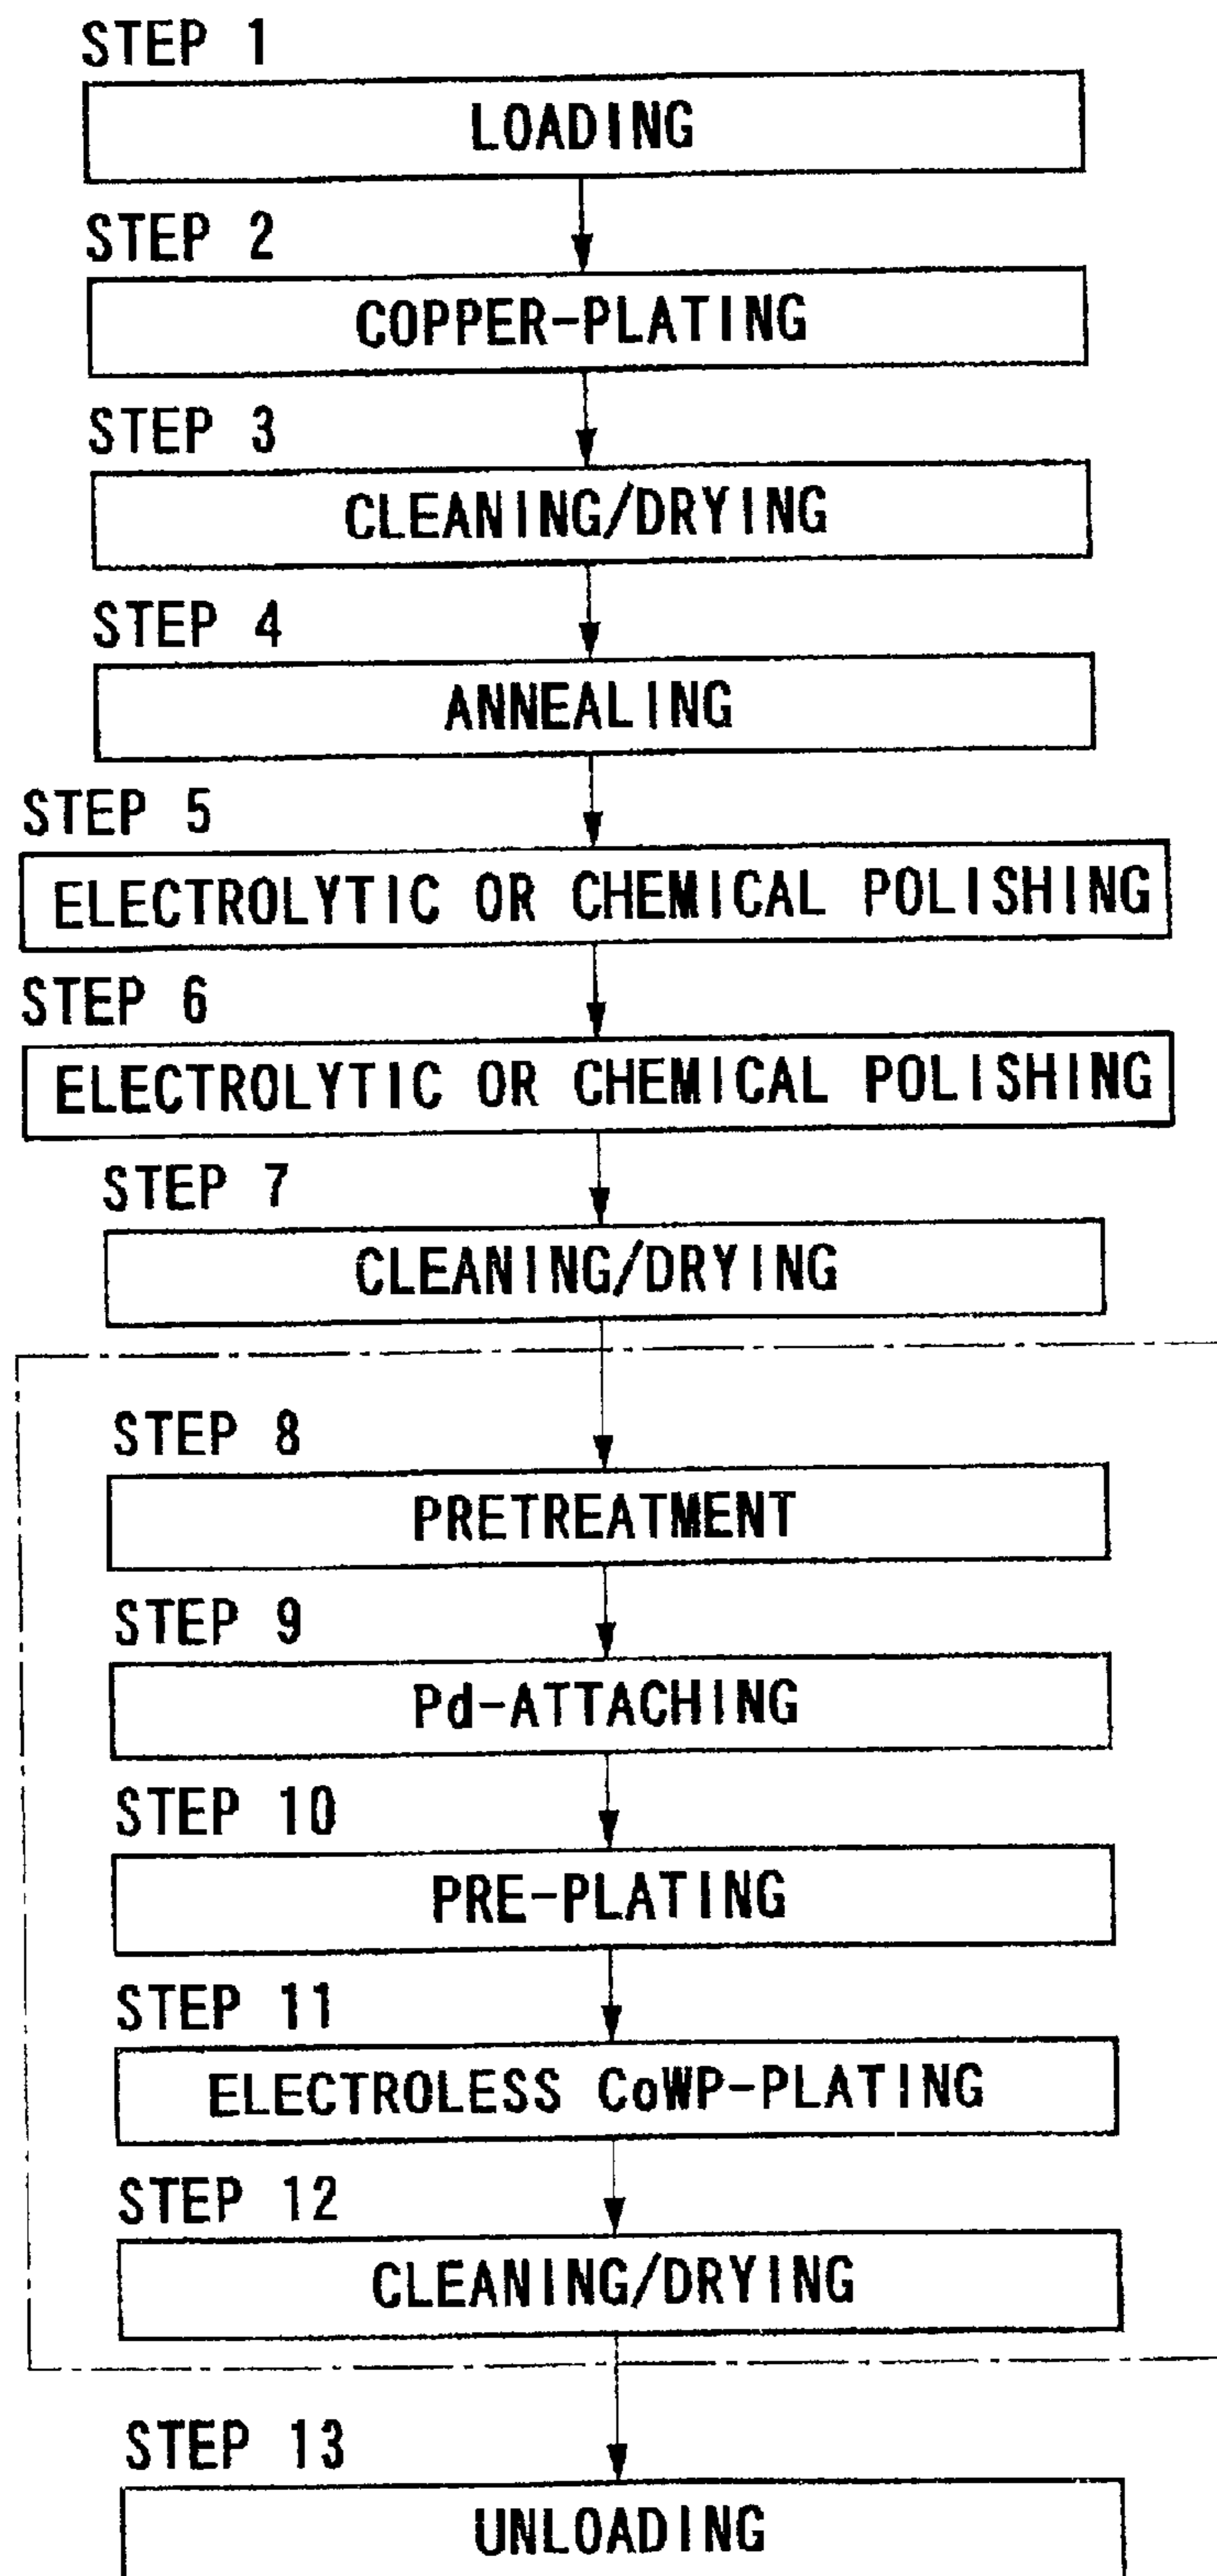 STEP 1
LOADING
STEP 2
COPPER-PLATING
STEP 3
CLEANING/DRYING
STEP 4
ANNEALING
STEP 5
ELECTROLYTIC OR CHEMICAL POLISHING
STEP 6
ELECTROLYTIC OR CHEMICAL POLISHING
STEP 7
CLEANING/DRYING
STEP 8
PRETREATMENT
STEP 9
Pd-ATTACHING
STEP 10
PRE-PLATING
STEP 11
ELECTROLESS CoWP-PLATING
STEP 12
CLEANING/DRYING
STEP 13
UNLOADING